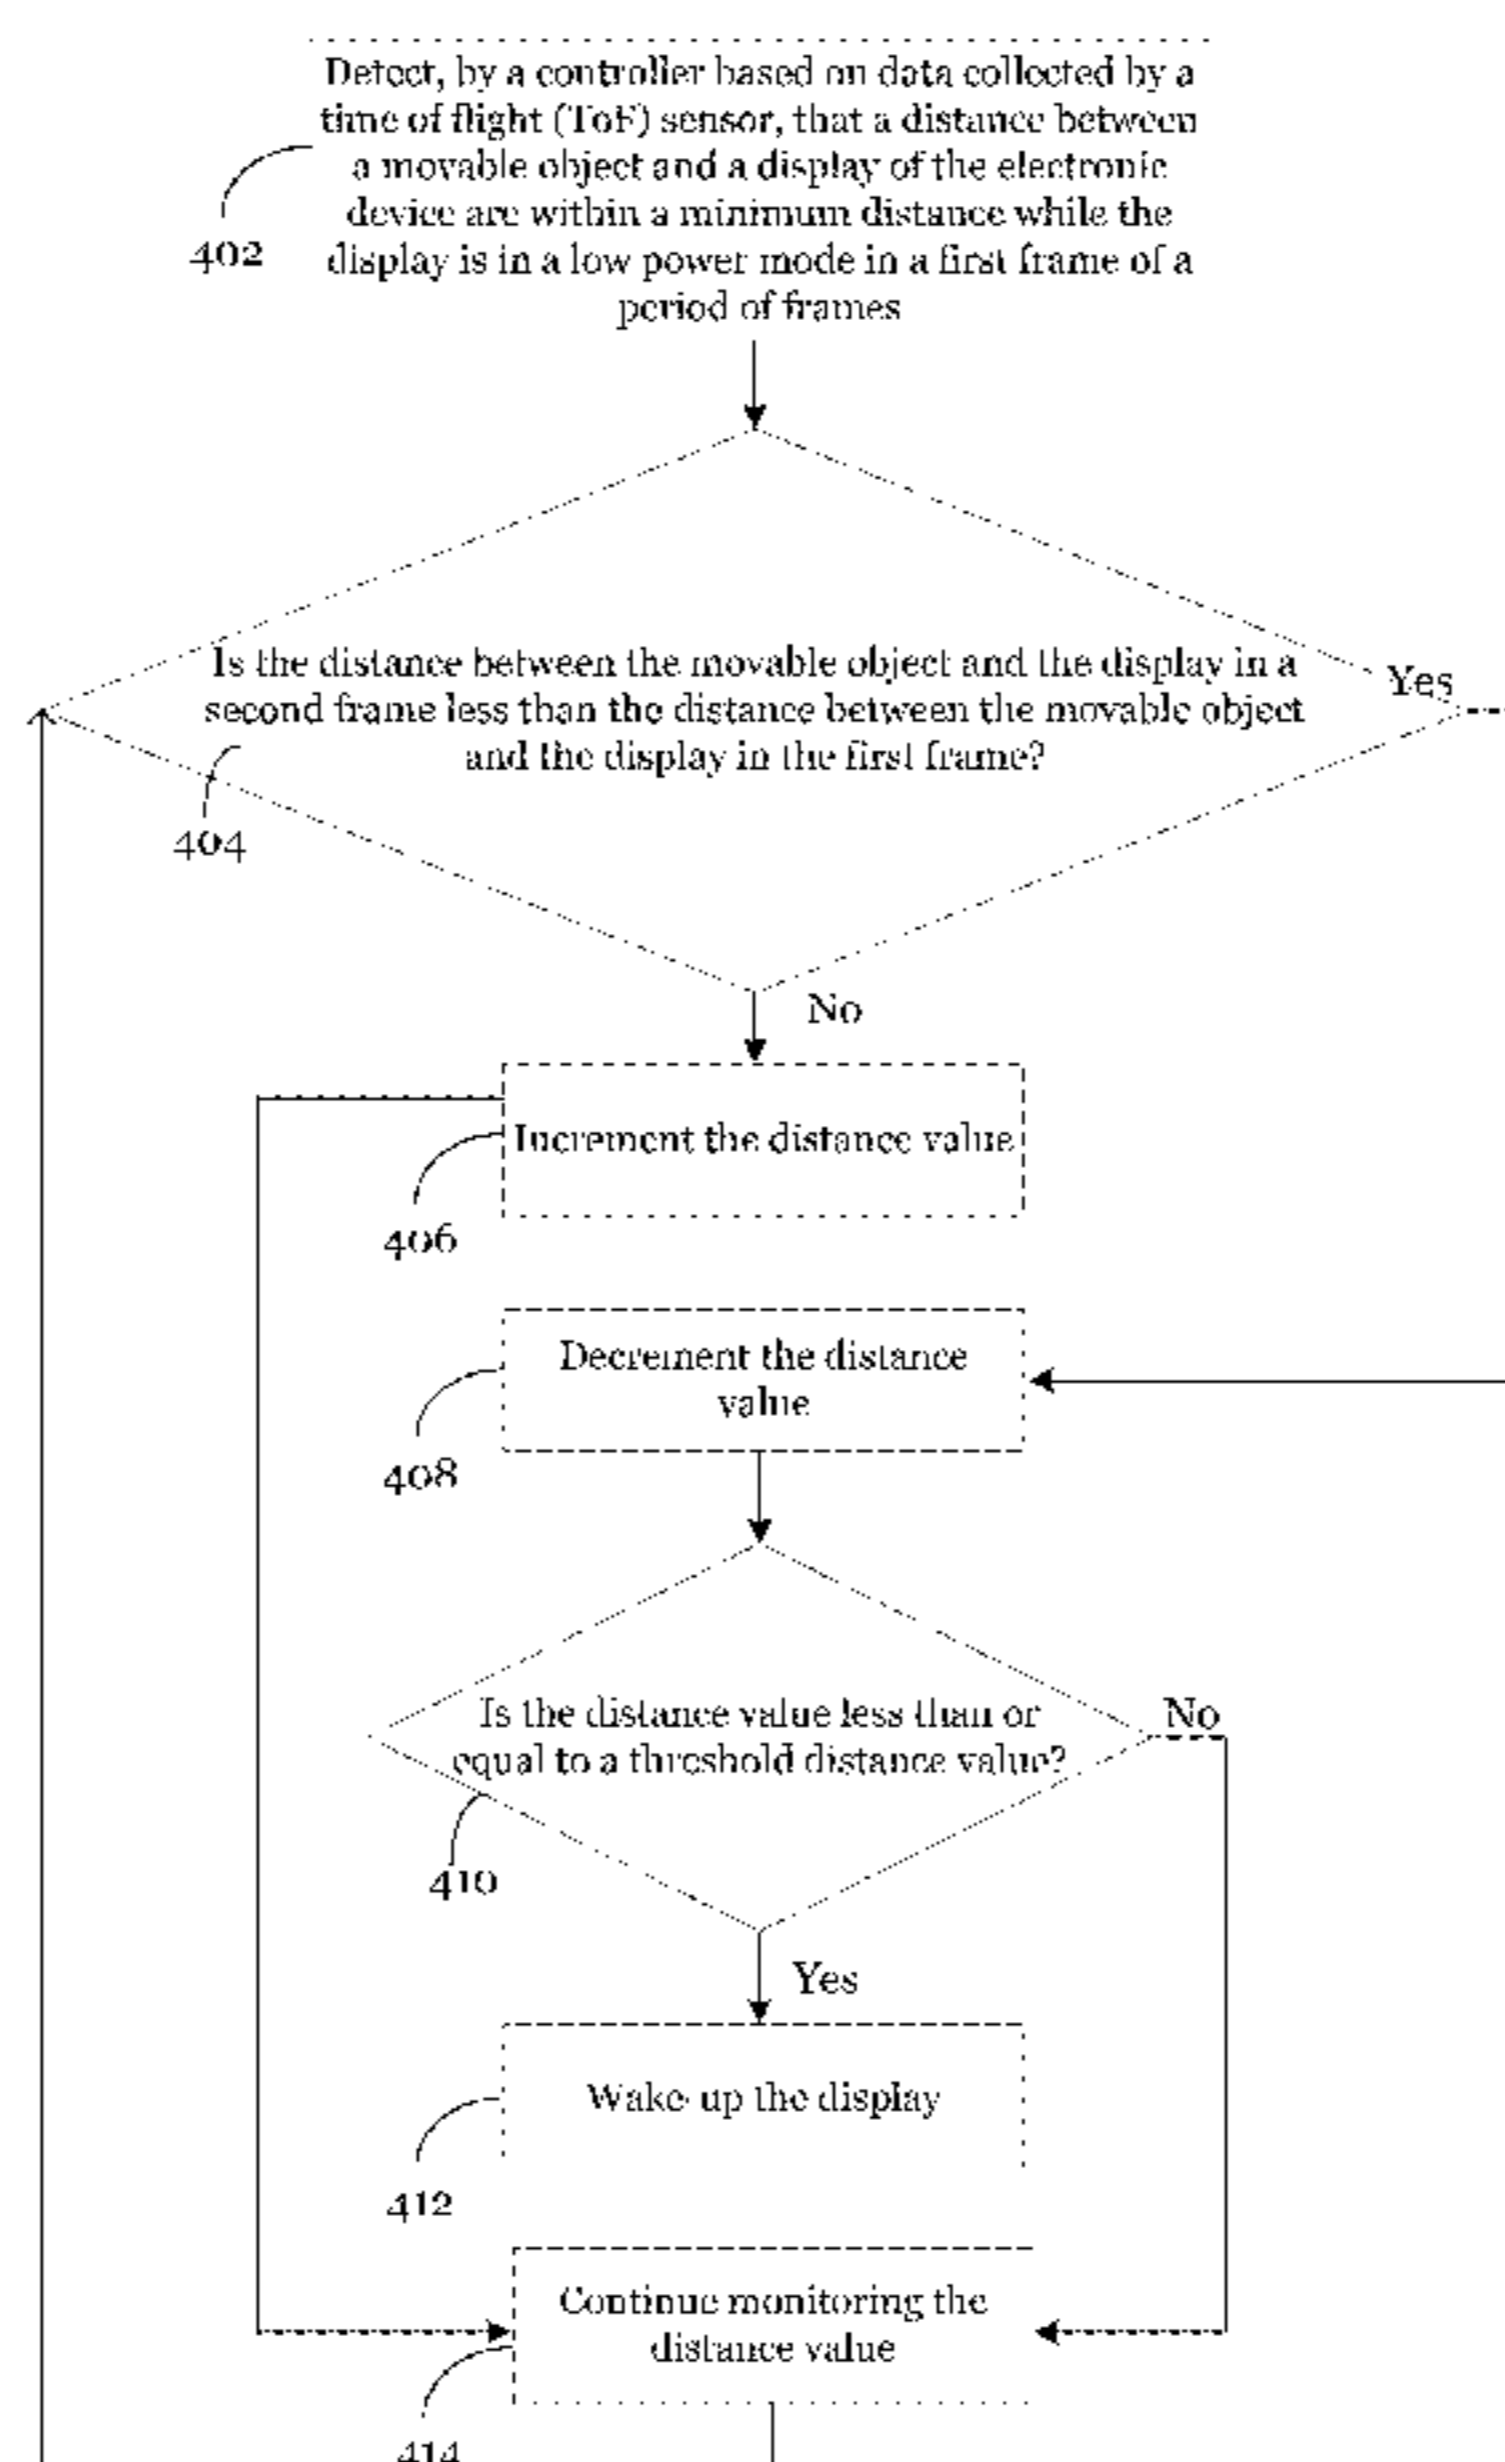 Detect, by a controller based on data collected by a
time of flight (ToF) sensor, that a distance between
a movable object and a display of the electronic
device are within a minimum distance while the
display is in a low power mode in a first frame of a
period of frames
402
Is the distance between the movable object and the display in a
second frame less than the distance between the movable object
and the display in the first frame?
Yes
404
No
Increment the distance value
406
Decrement the distance
value
408
Is the distance value less than or
equal to a threshold distance value?
No
410
Yes
Wake-up the display
412
Continue monitoring the
distance value
414